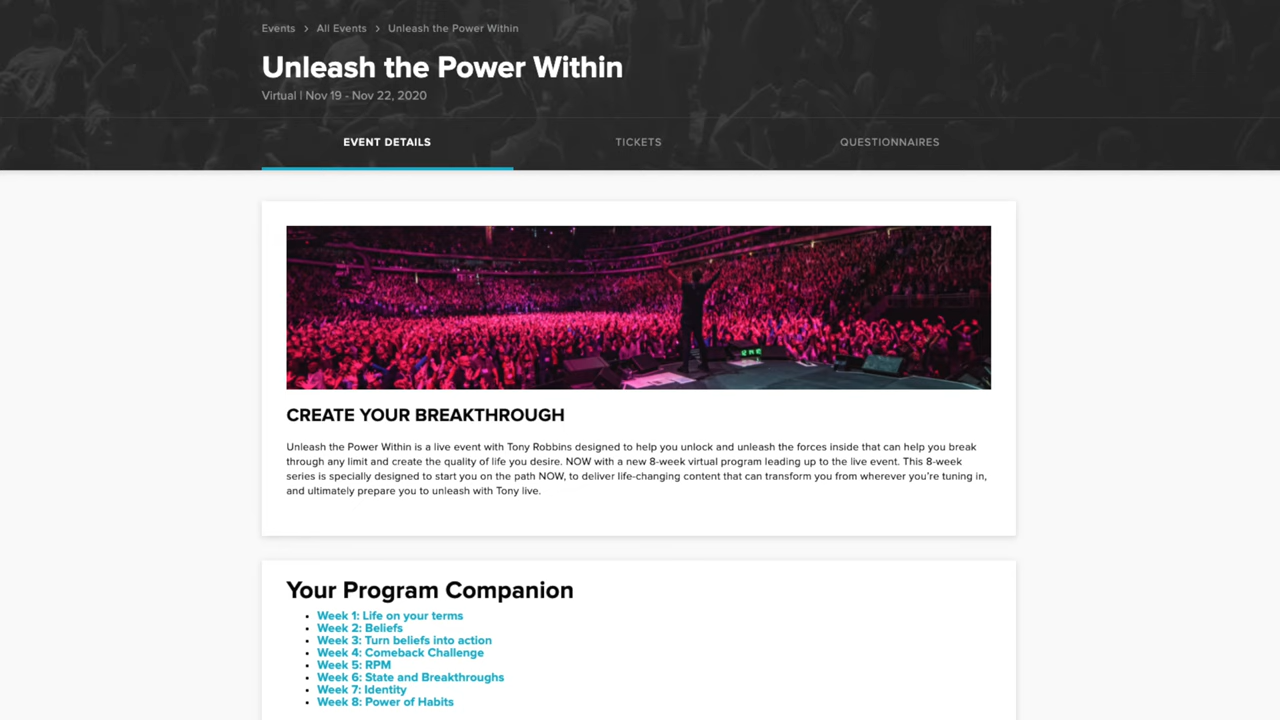 Events > All Events > Unleash the Power Within
Unleash the Power Within
Virtual | Nov 19 - Nov 22, 2020
EVENT DETAILS
TICKETS
QUESTIONNAIRES
CREATE YOUR BREAKTHROUGH
Unleash the Power Within is a live event with Tony Robbins designed to help you unlock and unleash the forces inside that can help you break
through any limit and create the quality of life you desire. NOW with a new 8-week virtual program leading up to the live event. This 8-week
series is specially designed to start you on the path NOW, to deliver life-changing content that can transform you from wherever you're tuning in,
and ultimately prepare you to unleash with Tony live.
Your Program Companion
• Week 1: Life on your terms
• Week 2: Beliefs
• Week 3: Turn beliefs into action
• Week 4: Comeback Challenge
• Week 5: RPM
• Week 6: State and Breakthroughs
• Week 7: Identity
• Week 8: Power of Habits